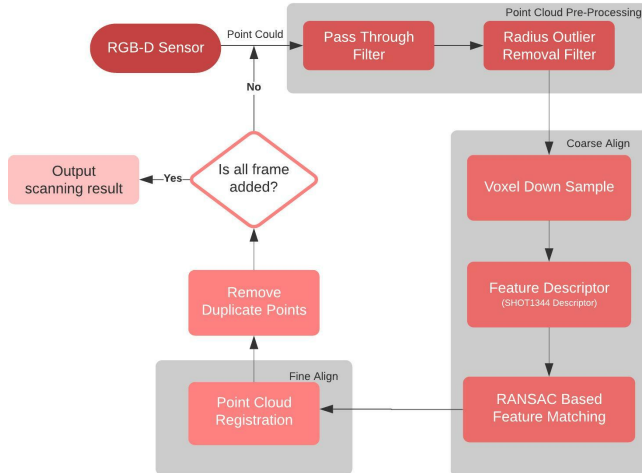 Point Cloud Pre-Processing
RGB-D Sensor
Point Could
Pass Through
Filter
Radius Outlier
Removal Filter
No
Coarse Align
Is all frame
added?
Yes
Output
scanning result
Voxel Down Sample
Remove
Duplicate Points
Feature Descriptor
(SHOT1344 Descriptor)
Fine Align
Point Cloud
Registration
RANSAC Based
Feature Matching